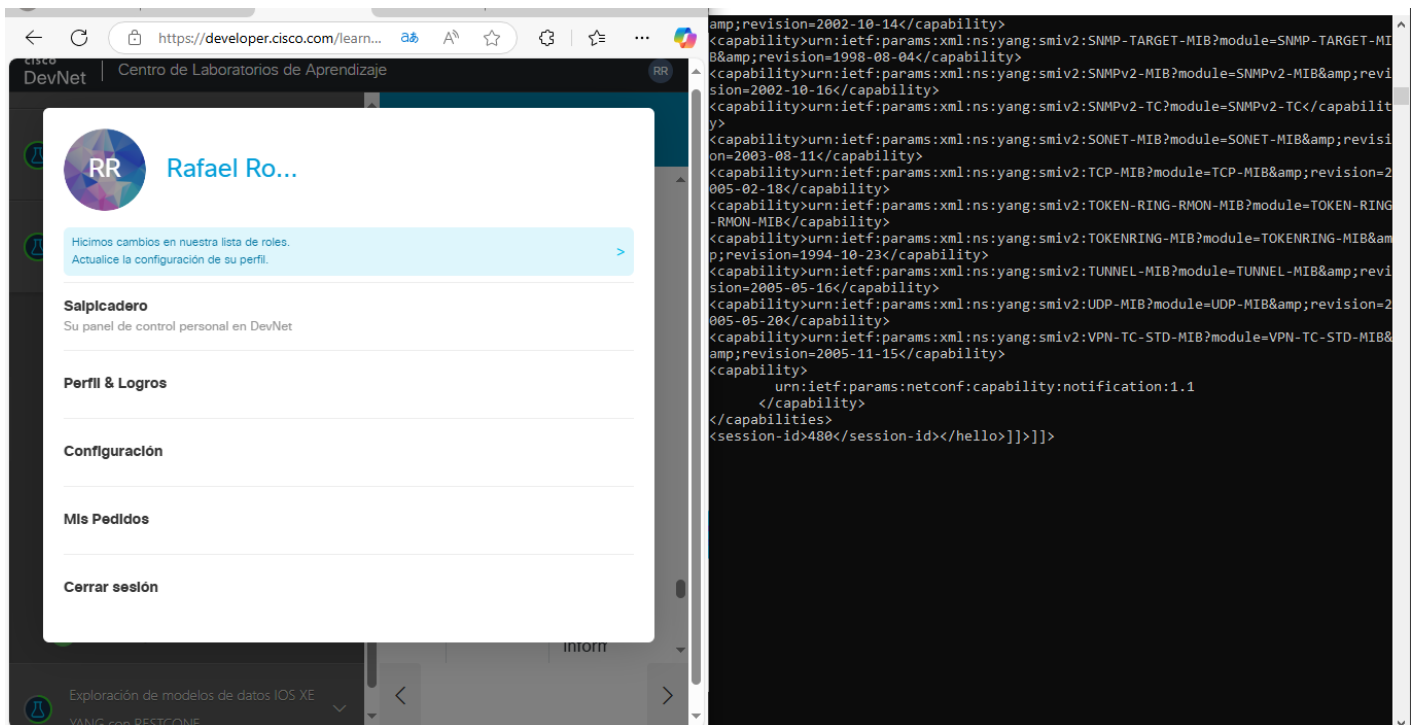 https://developer.cisco.com/learn...
CISCO
DevNet
Centro de Laboratorios de Aprendizaje
RR
RR
Rafael Ro...
Hicimos cambios en nuestra lista de roles.
Actualice la configuración de su perfil.
>
Salpicadero
Su panel de control personal en DevNet
Perfil & Logros
Configuración
Mis Pedidos
Cerrar sesión
Inform
Exploración de modelos de datos IOS XE
YANG con RESTCONF
amp;revision=2002-10-14</capability>
<capability>urn:ietf:params:xml:ns:yang:smiv2:SNMP-TARGET-MIB?module=SNMP-TARGET-MI
B&amp;revision=1998-08-04</capability>
<capability>urn:ietf:params:xml:ns:yang:smiv2:SNMPv2-MIB?module=SNMPv2-MIB&amp;revi
sion=2002-10-16</capability>
<capability>urn:ietf:params:xml:ns:yang:smiv2:SNMPv2-TC?module=SNMPv2-TC</capabilit
y>
<capability>urn:ietf:params:xml:ns:yang:smiv2:SONET-MIB?module=SONET-MIB&amp;revisi
on=2003-08-11</capability>
<capability>urn:ietf:params:xml:ns:yang:smiv2:TCP-MIB?module=TCP-MIB&amp;revision=2
005-02-18</capability>
<capability>urn:ietf:params:xml:ns:yang:smiv2:TOKEN-RING-RMON-MIB?module=TOKEN-RING
-RMON-MIB</capability>
<capability>urn:ietf:params:xml:ns:yang:smiv2:TOKENRING-MIB?module=TOKENRING-MIB&am
p;revision=1994-10-23</capability>
<capability>urn:ietf:params:xml:ns:yang:smiv2:TUNNEL-MIB?module=TUNNEL-MIB&amp;revi
sion=2005-05-16</capability>
<capability>urn:ietf:params:xml:ns:yang:smiv2:UDP-MIB?module=UDP-MIB&amp;revision=2
005-05-20</capability>
<capability>urn:ietf:params:xml:ns:yang:smiv2:VPN-TC-STD-MIB?module=VPN-TC-STD-MIB&
amp;revision=2005-11-15</capability>
<capability>
urn:ietf:params:netconf:capability:notification:1.1
</capability>
</capabilities>
<session-id>480</session-id></hello>]]>]]>